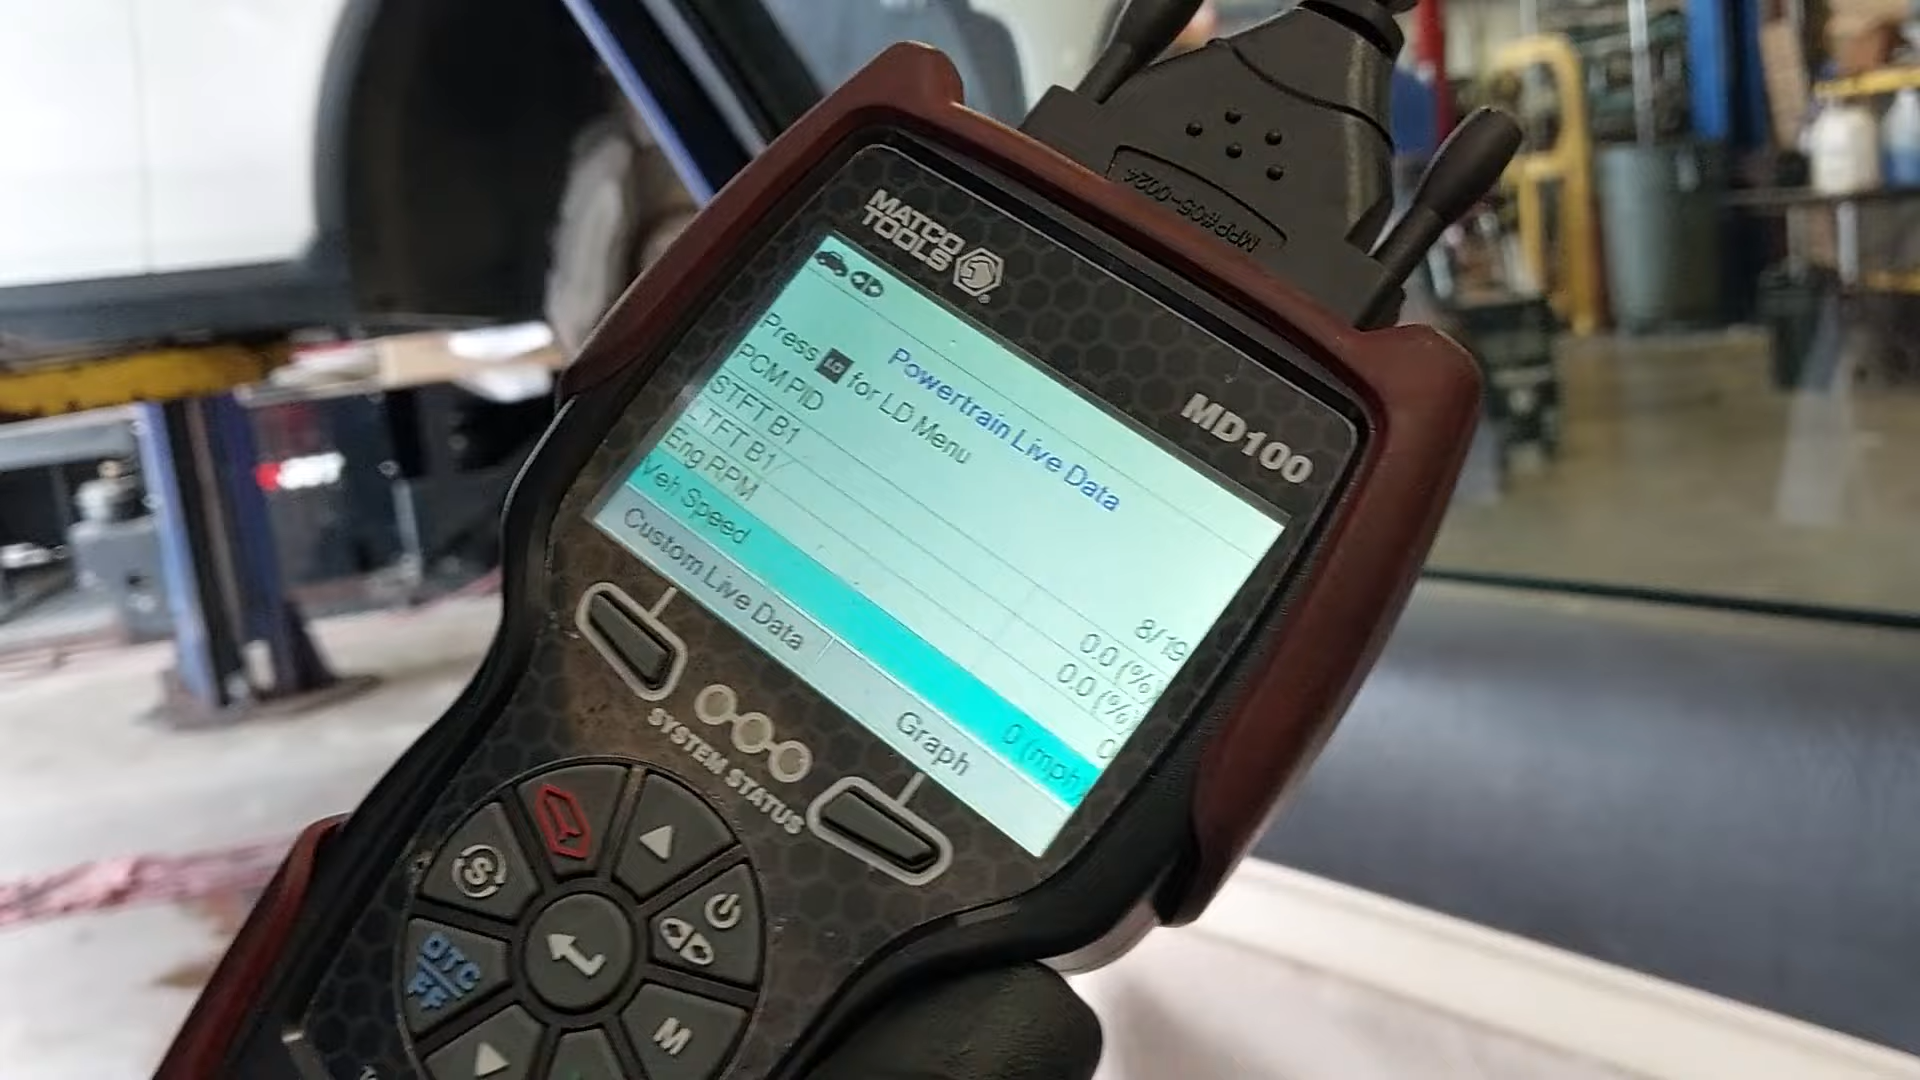 MPP#05-0024
MATCO
TOOLS
MD100
Powertrain Live Data
Press LD for LD Menu
PCM PID 8/19
STFT B1 0.0 (%)
LTFT B1 0.0 (%)
Eng RPM 0
Veh Speed 0 (mph)
Custom Live Data Graph
SYSTEM STATUS
S
DTC
FF
M